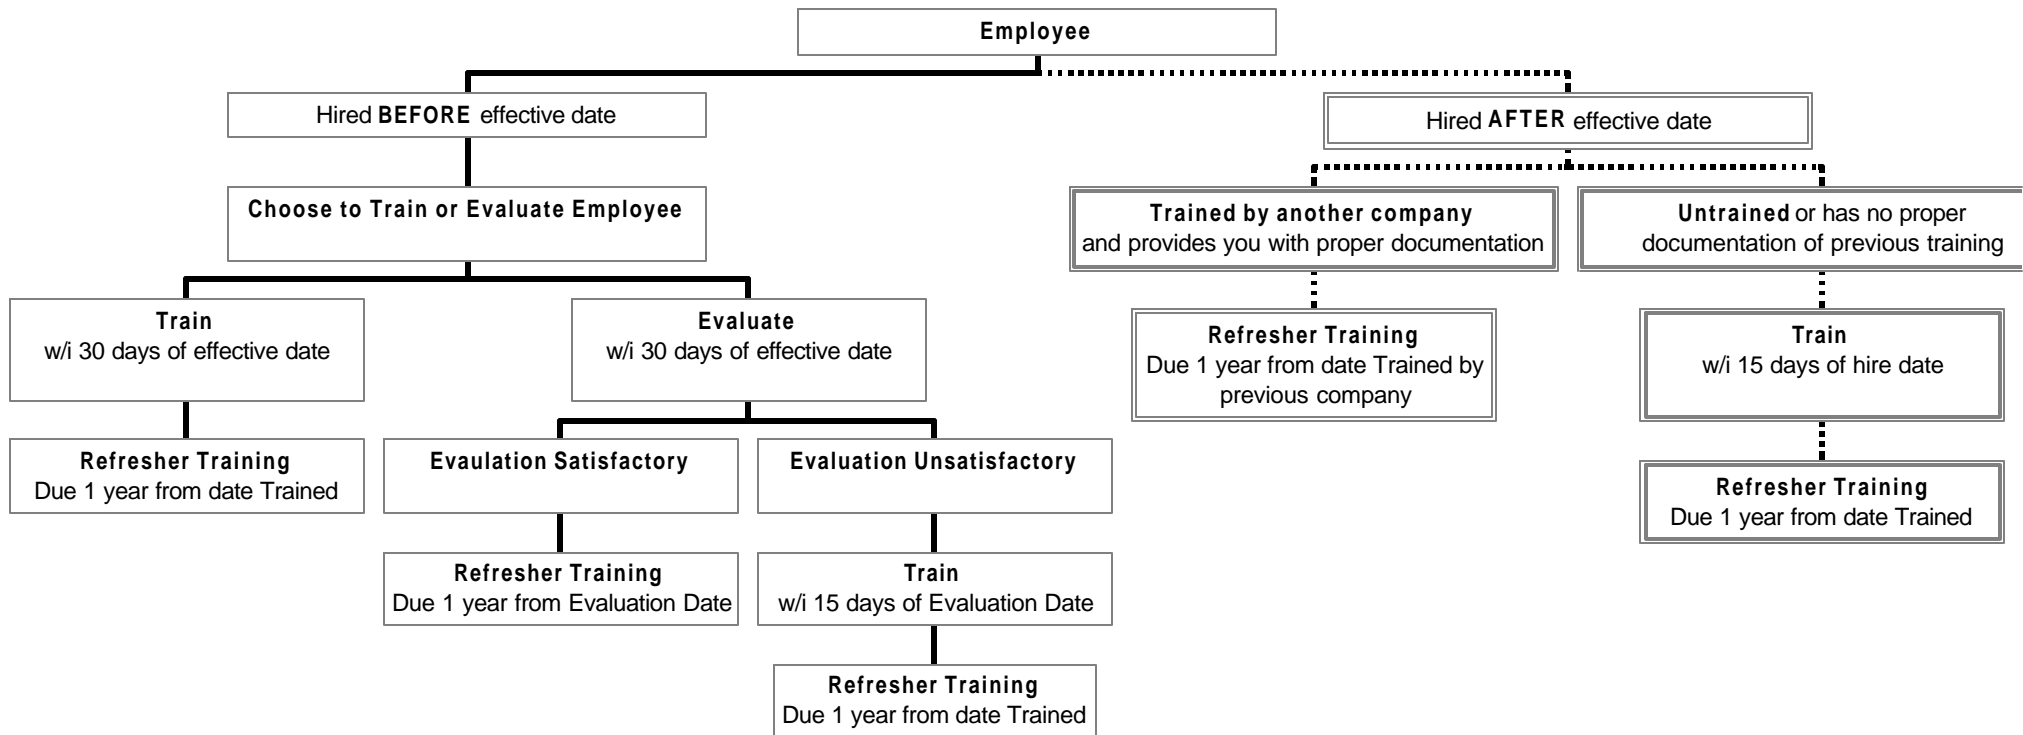 Employee
Hired BEFORE effective date
Hired AFTER effective date
Choose to Train or Evaluate Employee
Trained by another company
and provides you with proper documentation
Untrained or has no proper
documentation of previous training
Train
w/i 30 days of effective date
Evaluate
w/i 30 days of effective date
Refresher Training
Due 1 year from date Trained by
previous company
Train
w/i 15 days of hire date
Refresher Training
Due 1 year from date Trained
Evaulation Satisfactory
Evaluation Unsatisfactory
Refresher Training
Due 1 year from date Trained
Refresher Training
Due 1 year from Evaluation Date
Train
w/i 15 days of Evaluation Date
Refresher Training
Due 1 year from date Trained